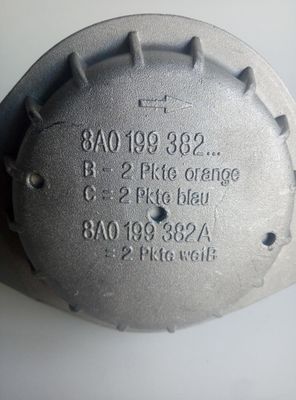 8A0 199 382...
B = 2 Pkte orange
C = 2 Pkte blau
8A0 199 382A
= 2 Pkte weiß